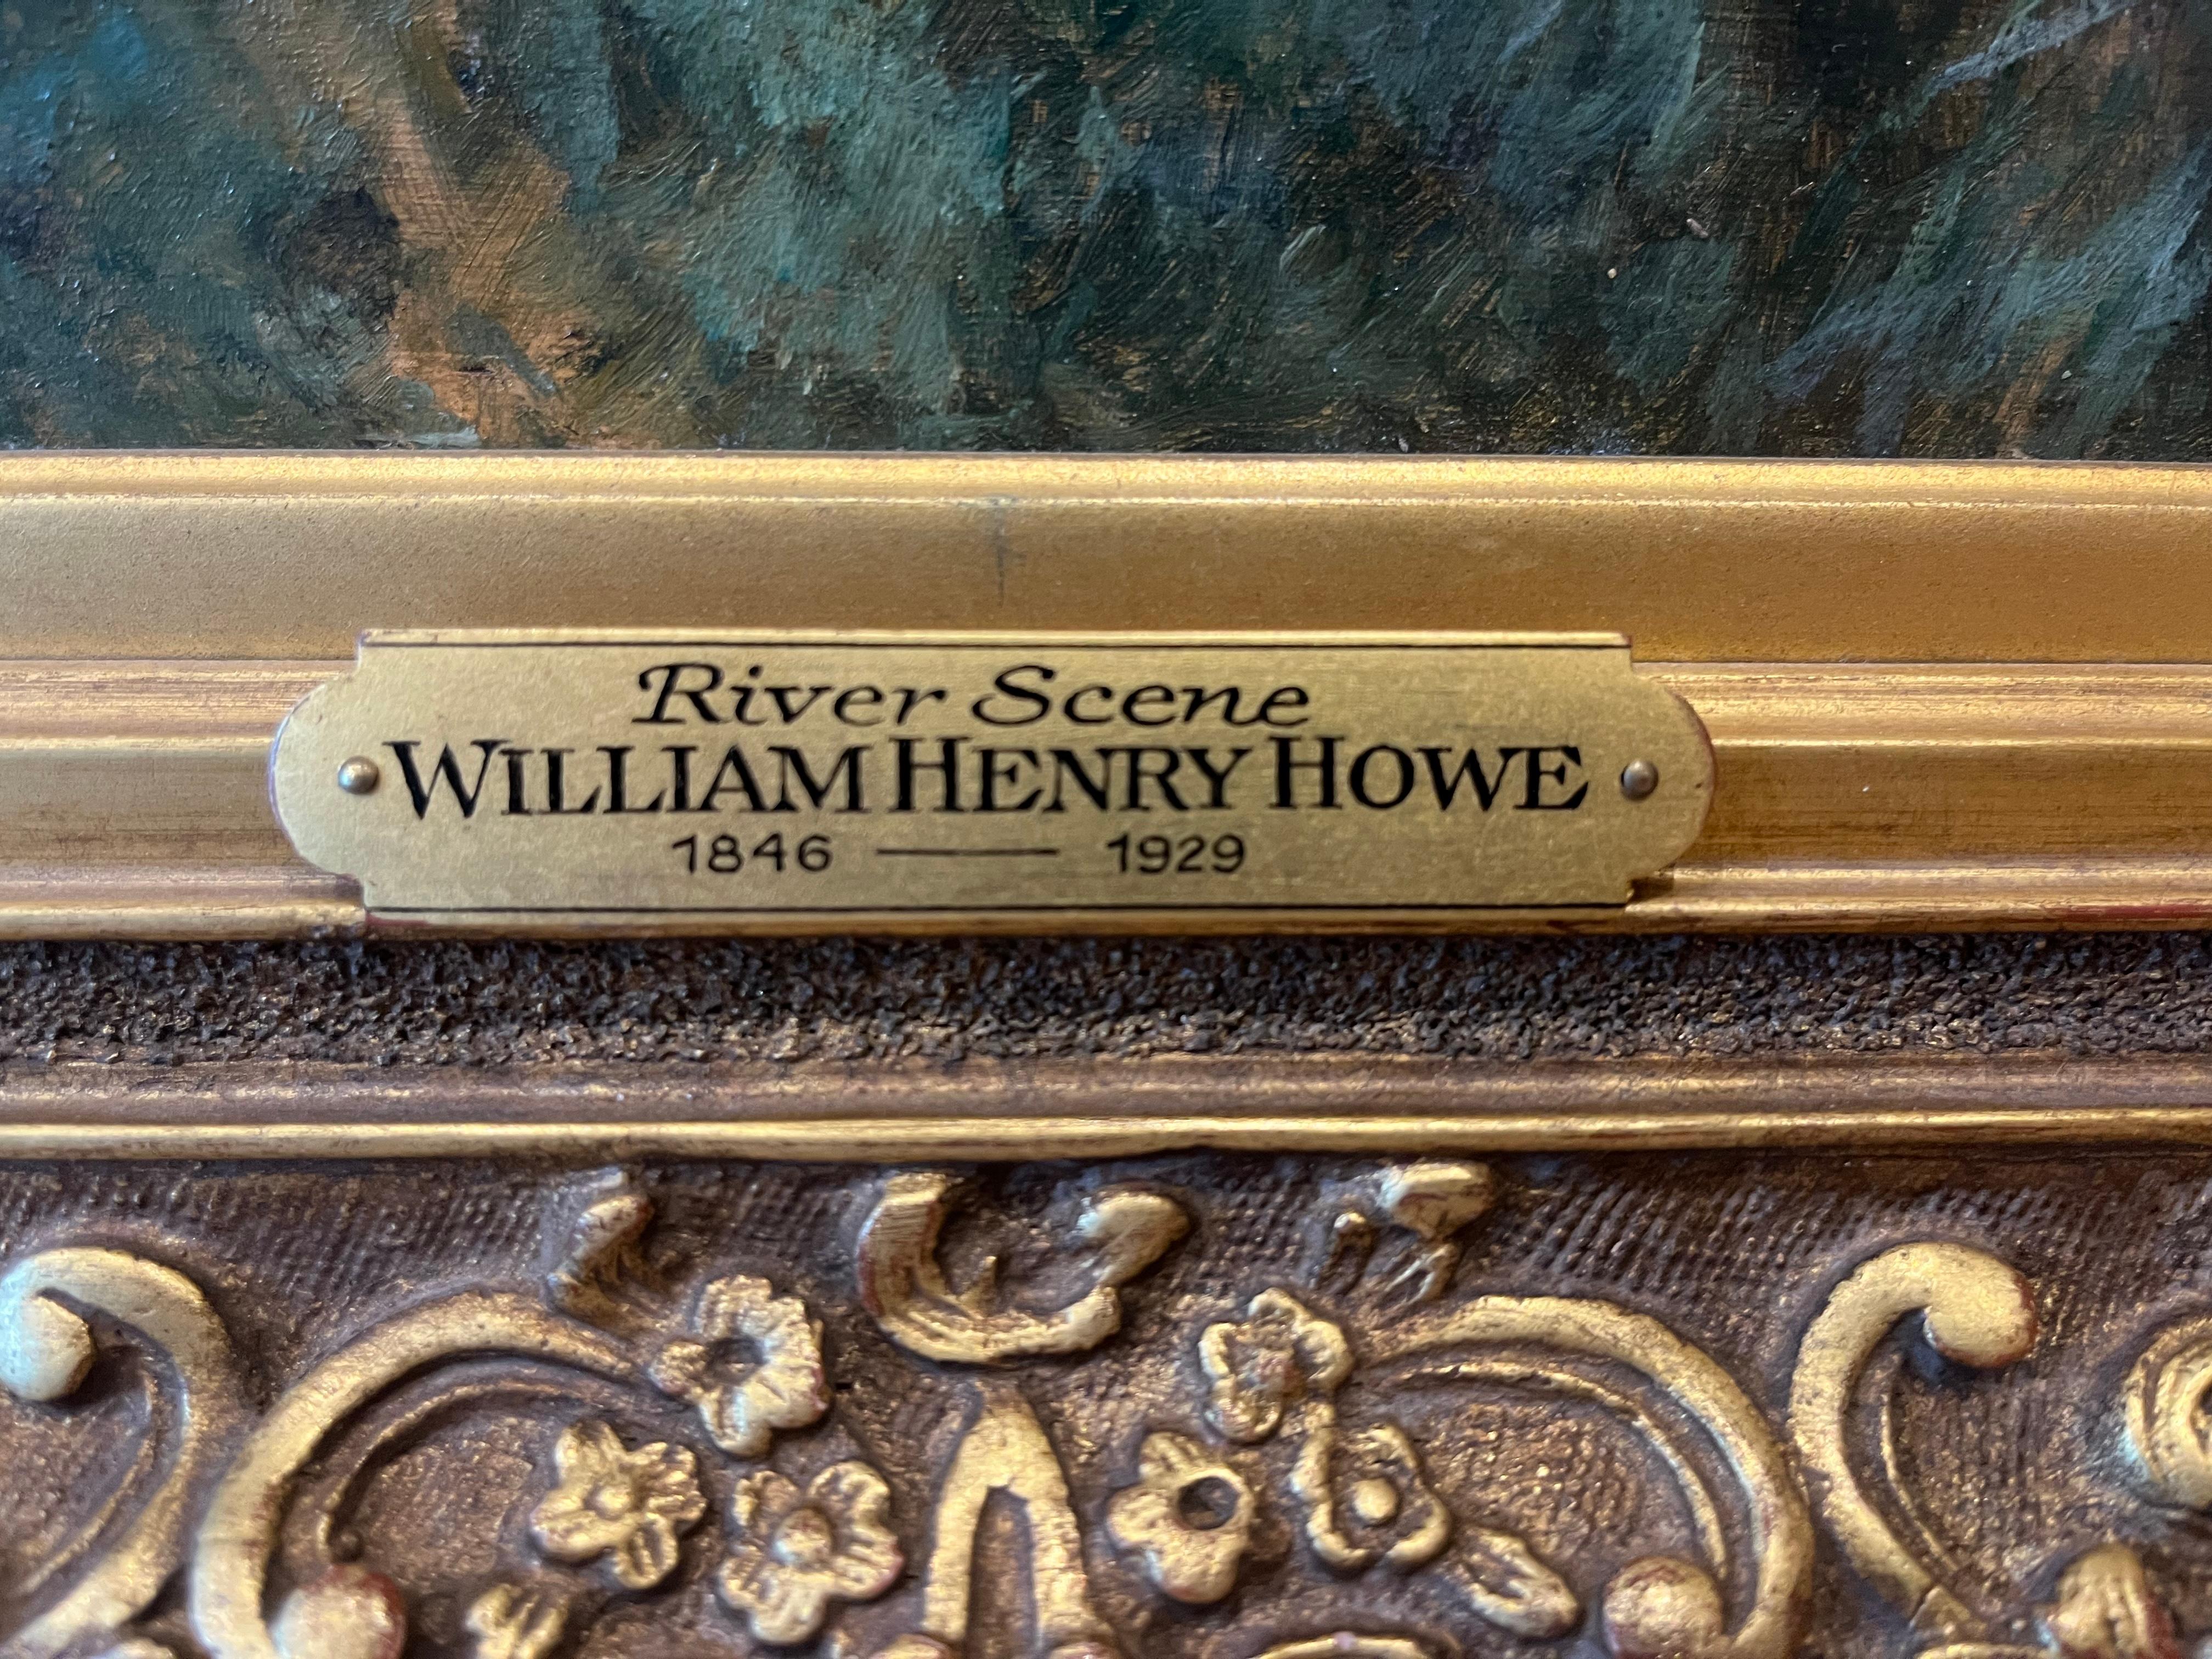 River Scene
WILLIAM HENRY HOWE
1846 — 1929